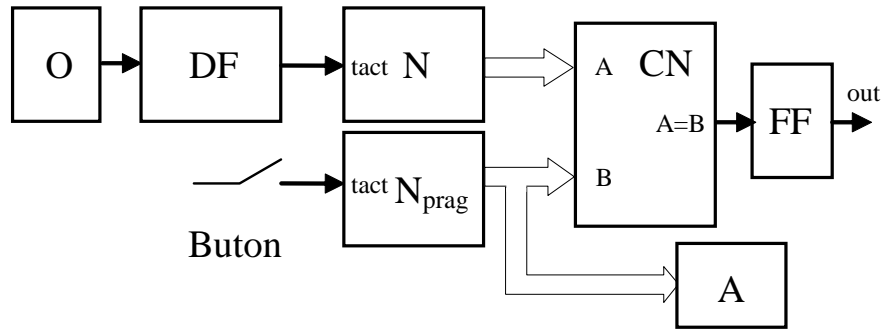 O
DF
tact N
A
CN
A=B
FF
out
Buton
tact Nprag
B
A